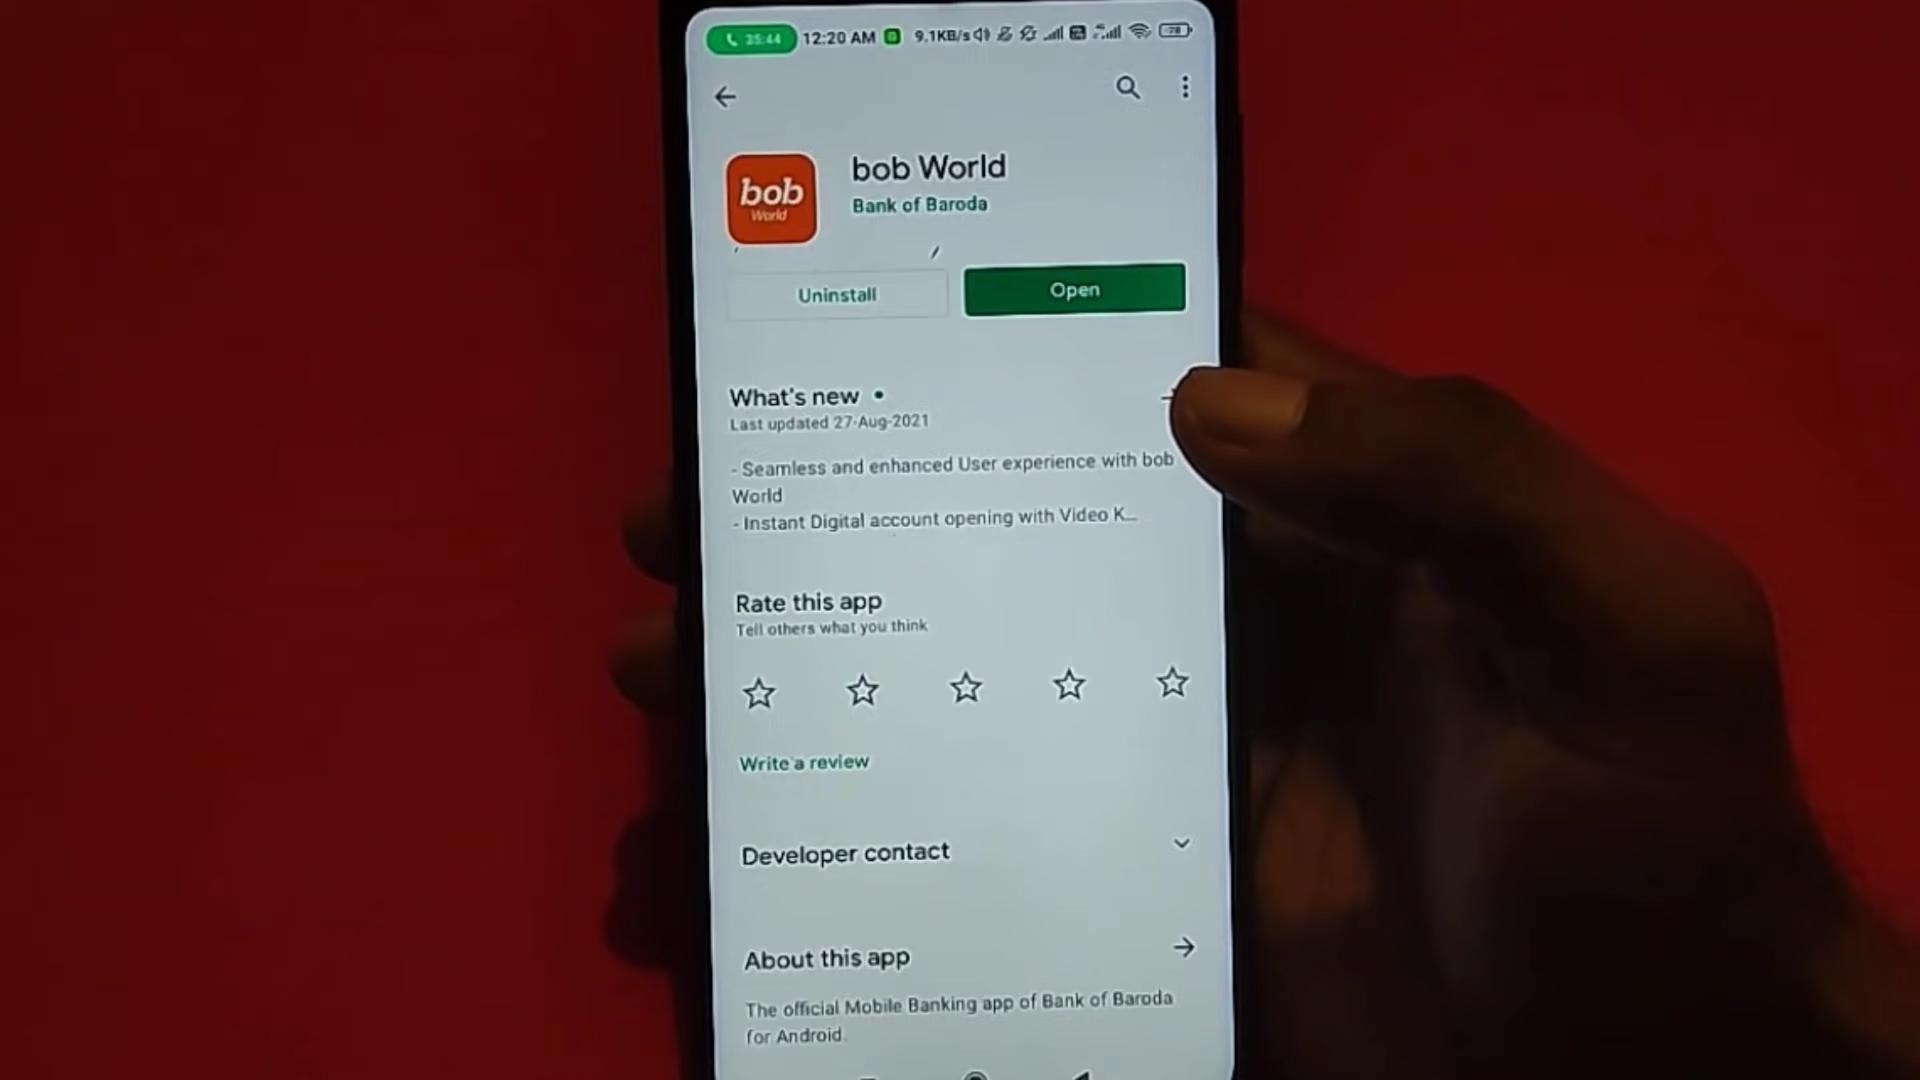 35:44 12:20 AM 9.1KB/s 78
bob World
bob
World
Bank of Baroda
Uninstall
Open
What's new •
Last updated 27-Aug-2021
- Seamless and enhanced User experience with bob
World
- Instant Digital account opening with Video K...
Rate this app
Tell others what you think
Write a review
Developer contact
About this app
The official Mobile Banking app of Bank of Baroda
for Android.